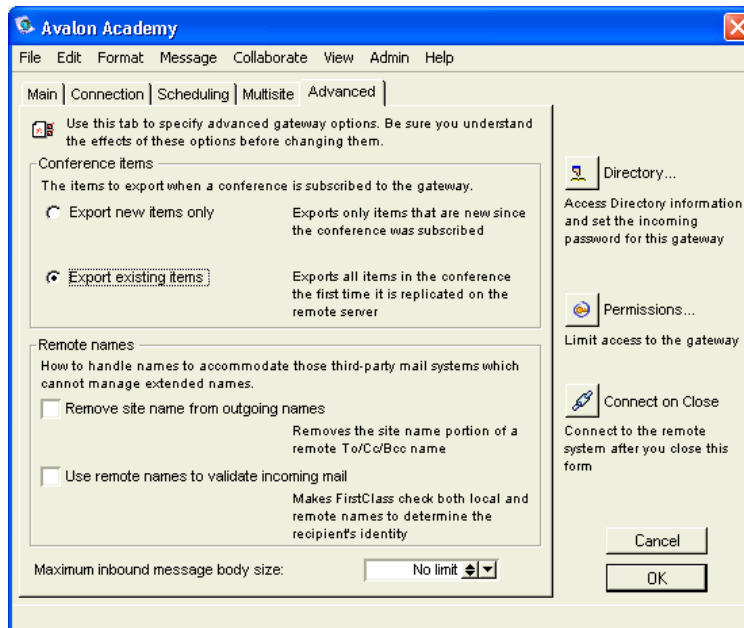 Avalon Academy
File Edit Format Message Collaborate View Admin Help
Main Connection Scheduling Multisite Advanced
Use this tab to specify advanced gateway options. Be sure you understand
the effects of these options before changing them.
Conference items
The items to export when a conference is subscribed to the gateway.
Export new items only
Exports only items that are new since
the conference was subscribed
Export existing items
Exports all items in the conference
the first time it is replicated on the
remote server
Remote names
How to handle names to accommodate those third-party mail systems which
cannot manage extended names.
Remove site name from outgoing names
Removes the site name portion of a
remote To/Cc/Bcc name
Use remote names to validate incoming mail
Makes FirstClass check both local and
remote names to determine the
recipient's identity
Maximum inbound message body size: No limit
Directory...
Access Directory information
and set the incoming
password for this gateway
Permissions...
Limit access to the gateway
Connect on Close
Connect to the remote
system after you close this
form
Cancel
OK